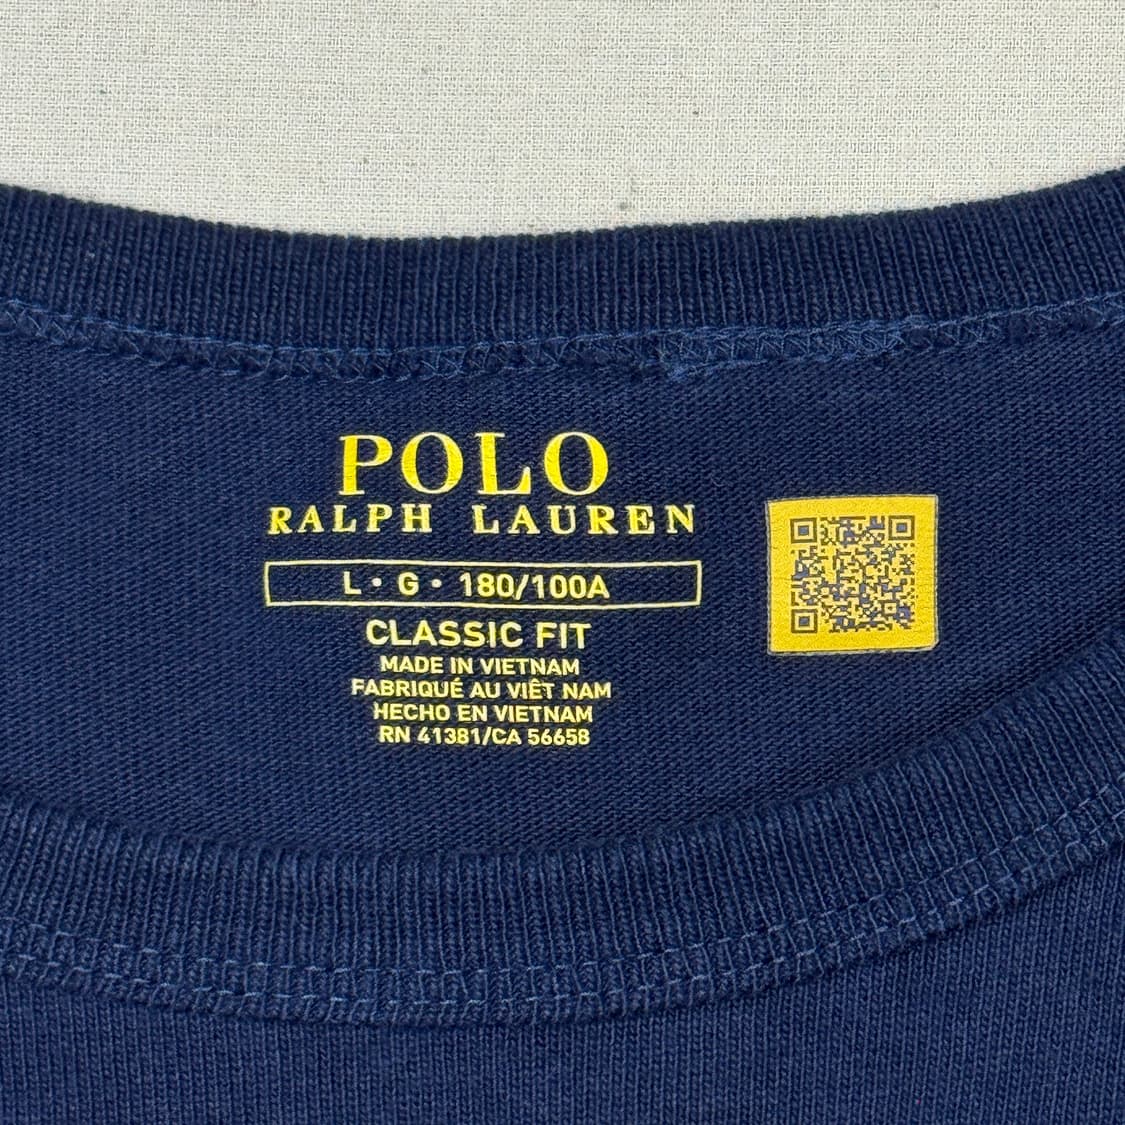 POLO
RALPH LAUREN
L • G • 180/100A
CLASSIC FIT
MADE IN VIETNAM
FABRIQUÉ AU VIÊT NAM
HECHO EN VIETNAM
RN 41381/CA 56658